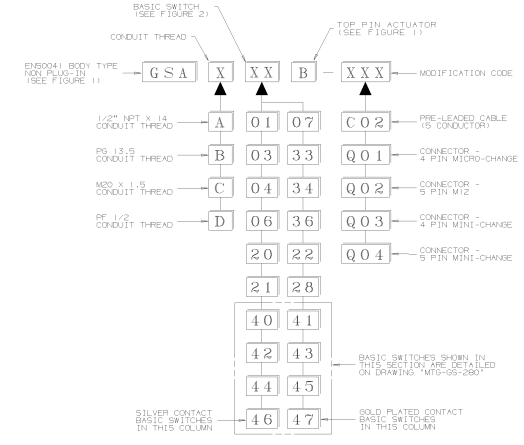 BASIC SWITCH
(SEE FIGURE 2)
TOP PIN ACTUATOR
(SEE FIGURE 1)
CONDUIT THREAD
EN50041 BODY TYPE
NON PLUG-IN
(SEE FIGURE 1)
GSA X XX B - XXX
MODIFICATION CODE
1/2" NPT X 14
CONDUIT THREAD
A 01 07 C02
PRE-LEADED CABLE
(5 CONDUCTOR)
PG 13.5
CONDUIT THREAD
B 03 33 Q01
CONNECTOR -
4 PIN MICRO-CHANGE
M20 X 1.5
CONDUIT THREAD
C 04 34 Q02
CONNECTOR -
5 PIN M12
PF 1/2
CONDUIT THREAD
D 06 36 Q03
CONNECTOR -
4 PIN MINI-CHANGE
20 22 Q04
CONNECTOR -
5 PIN MINI-CHANGE
21 28
40 41
42 43
BASIC SWITCHES SHOWN IN
THIS SECTION ARE DETAILED
ON DRAWING "MTG-GS-280"
44 45
SILVER CONTACT
BASIC SWITCHES
IN THIS COLUMN
46 47
GOLD PLATED CONTACT
BASIC SWITCHES
IN THIS COLUMN